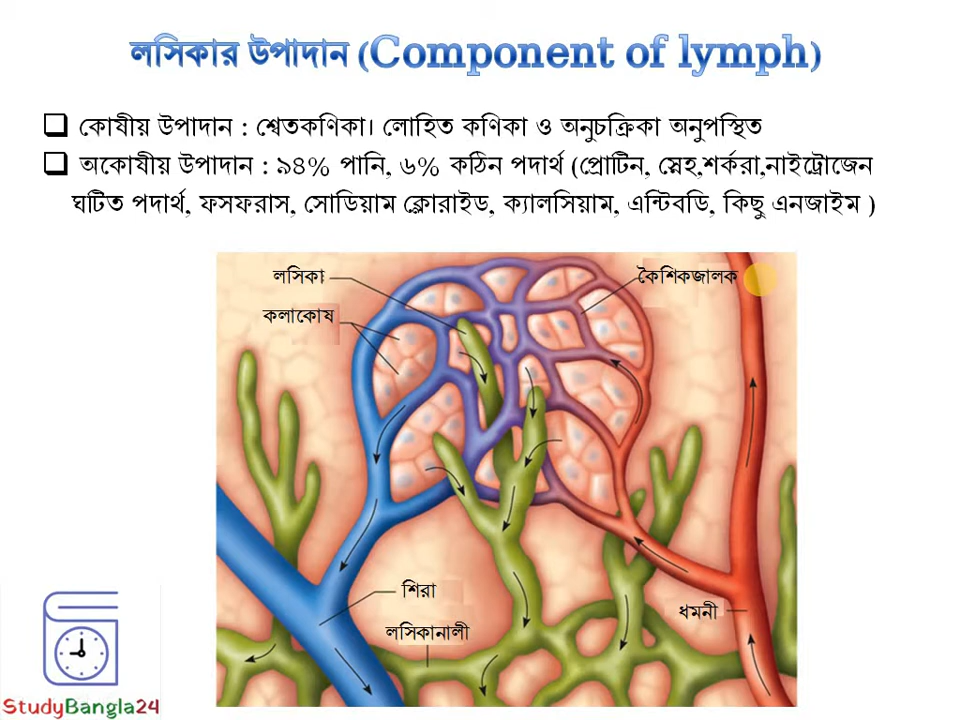 লসিকার উপাদান (Component of lymph)
কোষীয় উপাদান : শ্বেতকণিকা। লোহিত কণিকা ও অনুচক্রিকা অনুপস্থিত
অকোষীয় উপাদান : ৯৪% পানি, ৬% কঠিন পদার্থ (প্রোটিন, স্নেহ,শর্করা,নাইট্রোজেন
ঘটিত পদার্থ, ফসফরাস, সোডিয়াম ক্লোরাইড, ক্যালসিয়াম, এন্টিবডি, কিছু এনজাইম )
লসিকা
কৈশিকজালক
কলাকোষ
শিরা
ধমনী
লসিকানালী
StudyBangla24